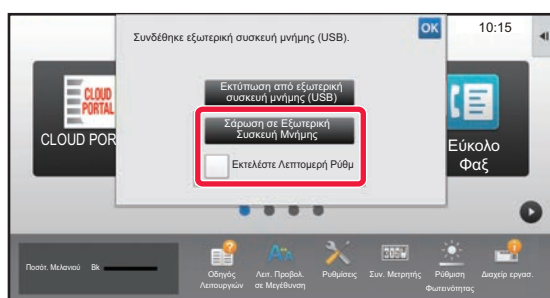 Συνδέθηκε εξωτερική συσκευή μνήμης (USB).
OK
10:15
Εκτύπωση από εξωτερική
συσκευή μνήμης (USB)
Σάρωση σε Εξωτερική
Συσκευή Μνήμης
Εκτελέστε Λεπτομερή Ρύθμ
CLOUD
PORTAL
CLOUD POR
Εύκολο
Φαξ
Ποσότ. Μελανιού Bk
Οδηγός
Λειτουργιών
Λειτ. Προβολ.
σε Μεγέθυνση
Ρυθμίσεις
Συν. Μετρητής
Ρύθμιση
Φωτεινότητας
Διαχείρ εργασ.